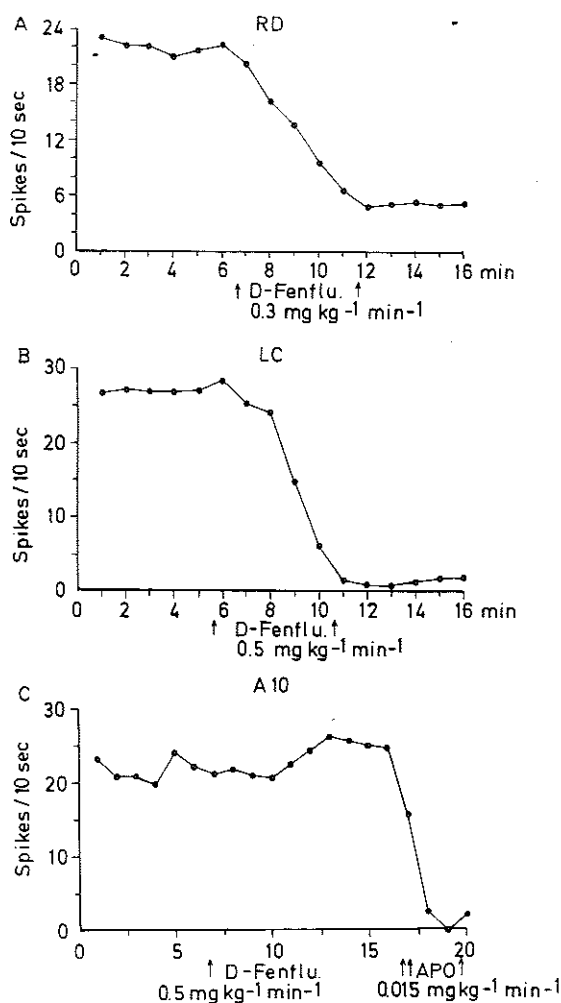 A RD
24
18
12
6
0
Spikes/10 sec
0 2 4 6 8 10 12 14 16 min
↑ D-Fenflu. ↑
0.3 mg kg⁻¹ min⁻¹
B LC
30
20
10
0
Spikes/10 sec
0 2 4 6 8 10 12 14 16 min
↑ D-Fenflu. ↑
0.5 mg kg⁻¹ min⁻¹
C A10
30
20
10
0
Spikes/10 sec
0 5 10 15 20
↑ D-Fenflu. ↑↑APO↑
0.5 mg kg⁻¹ min⁻¹ 0.015 mg kg⁻¹ min⁻¹